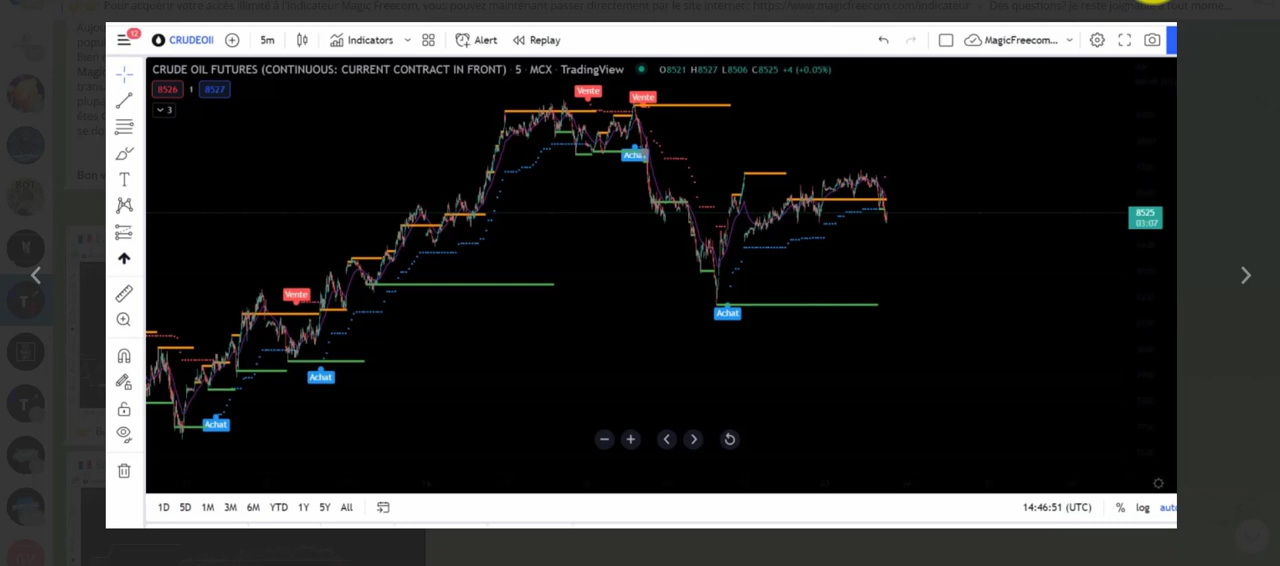 Pour acquérir votre accès illimité à l'Indicateur Magic Freecom, vous pouvez maintenant passer directement par le site internet : https://www.magicfreecom.com/indicateur - Des questions? je reste joignable à tout mome...
12
CRUDEOI1
5m
Indicators
Alert
Replay
MagicFreecom...
CRUDE OIL FUTURES (CONTINUOUS: CURRENT CONTRACT IN FRONT) · 5 · MCX · TradingView
O8521 H8527 L8506 C8525 +4 (+0.05%)
8526 1 8527
3
Vente
Vente
Achat
8525
03:07
Vente
Achat
Achat
Achat
1D 5D 1M 3M 6M YTD 1Y 5Y All
14:46:51 (UTC) % log auto